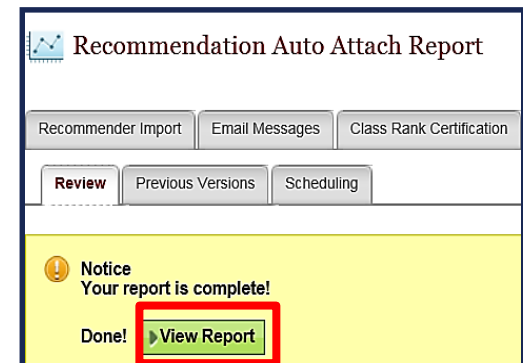 Recommendation Auto Attach Report
Recommender Import Email Messages Class Rank Certification
Review Previous Versions Scheduling
Notice
Your report is complete!
Done! View Report